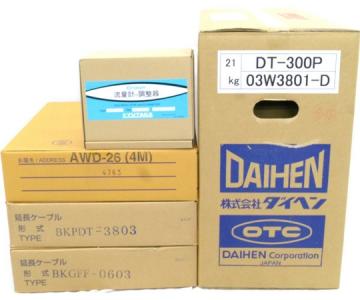 流量計付調整器
お届先/ADDRESS AWD-26 (4M)
4763
延長ケーブル
形式
TYPE BKPDT-3803
延長ケーブル
形式
TYPE BKGFF-0603
21
kg
DT-300P
03W3801-D
DAIHEN
株式会社ダイヘン
OTC
DAIHEN Corporation
JAPAN